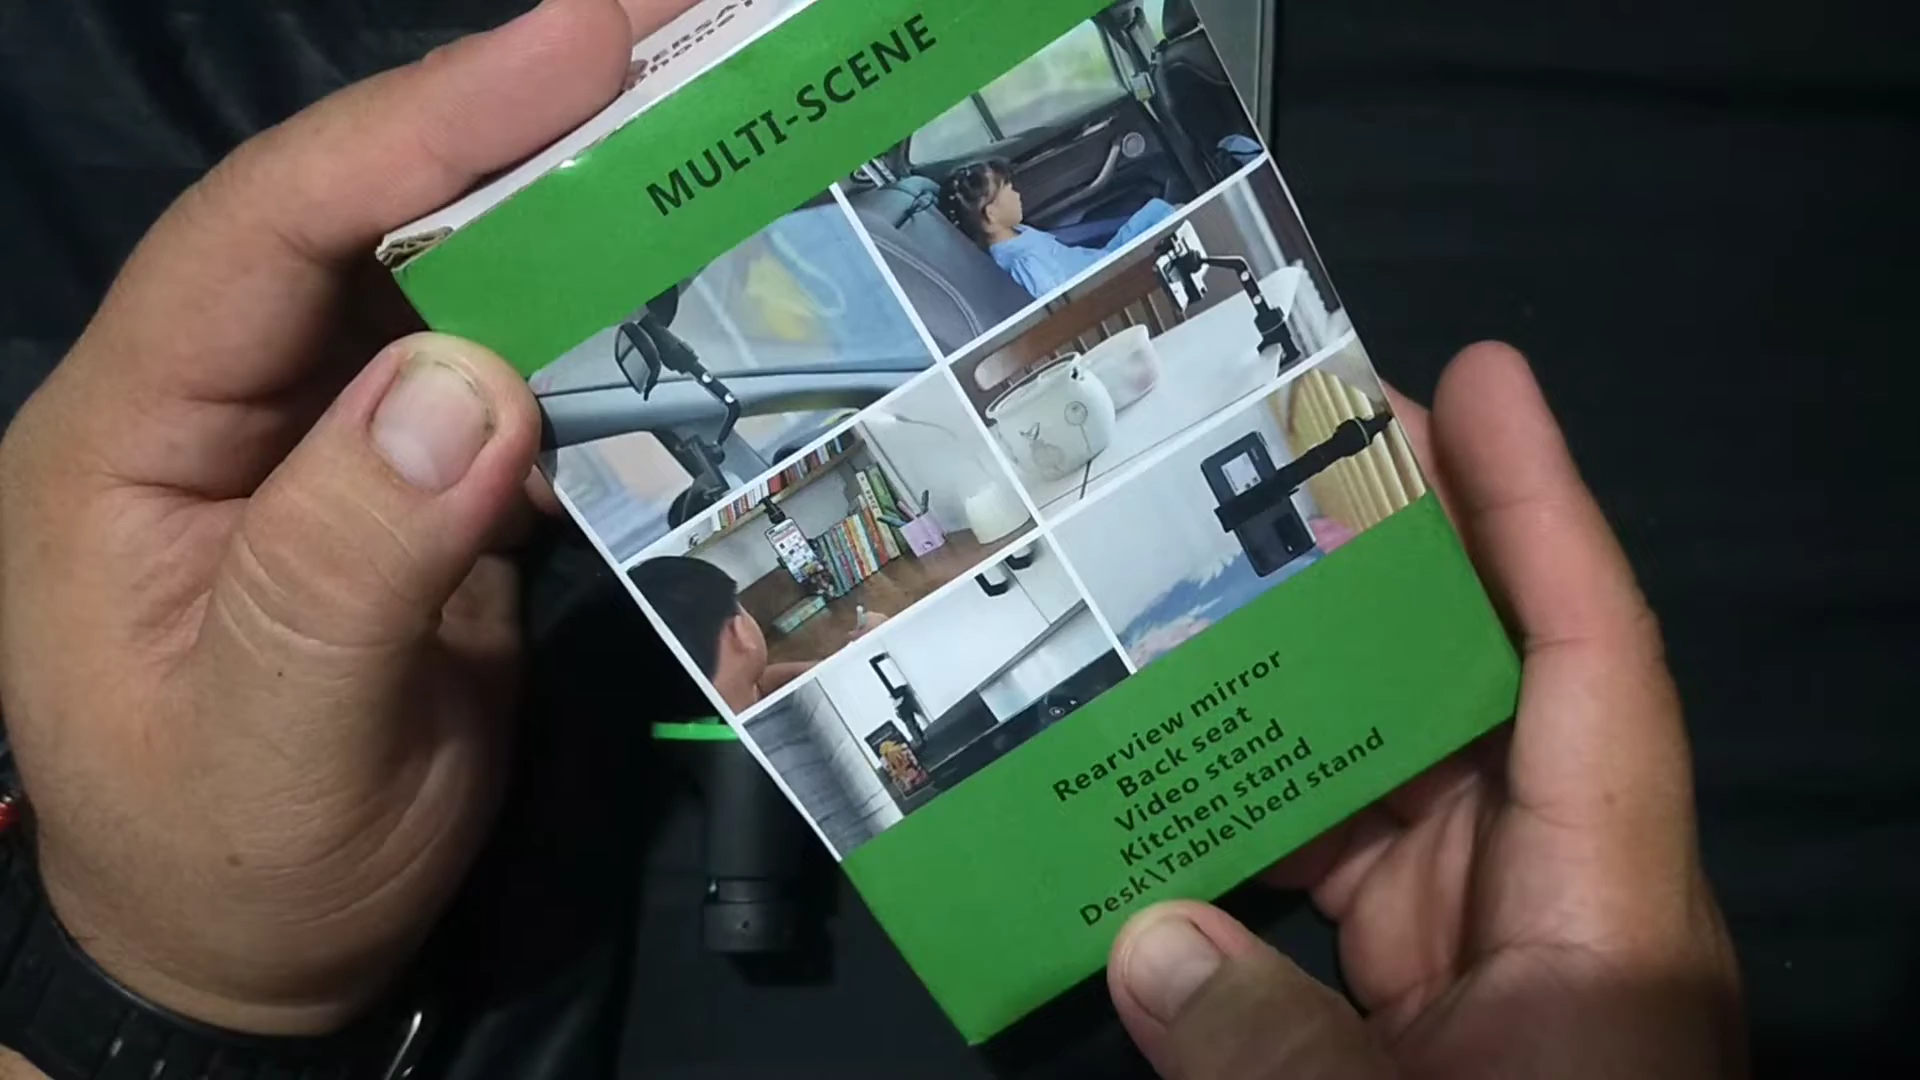 MULTI-SCENE
Rearview mirror
Back seat
Video stand
Kitchen stand
Desk\Table\bed stand